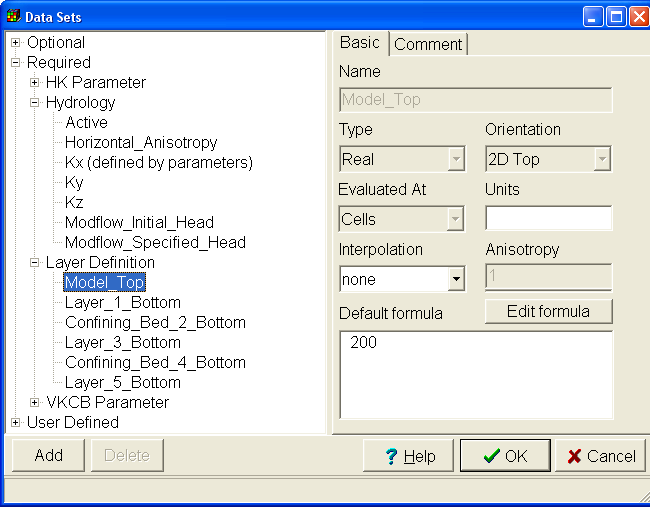 Data Sets
Optional
Required
HK Parameter
Hydrology
Active
Horizontal_Anisotropy
Kx (defined by parameters)
Ky
Kz
Modflow_Initial_Head
Modflow_Specified_Head
Layer Definition
Model_Top
Layer_1_Bottom
Confining_Bed_2_Bottom
Layer_3_Bottom
Confining_Bed_4_Bottom
Layer_5_Bottom
VKCB Parameter
User Defined
Basic Comment
Name
Model_Top
Type Orientation
Real 2D Top
Evaluated At Units
Cells
Interpolation Anisotropy
none 1
Default formula Edit formula
200
Add Delete ? Help OK Cancel